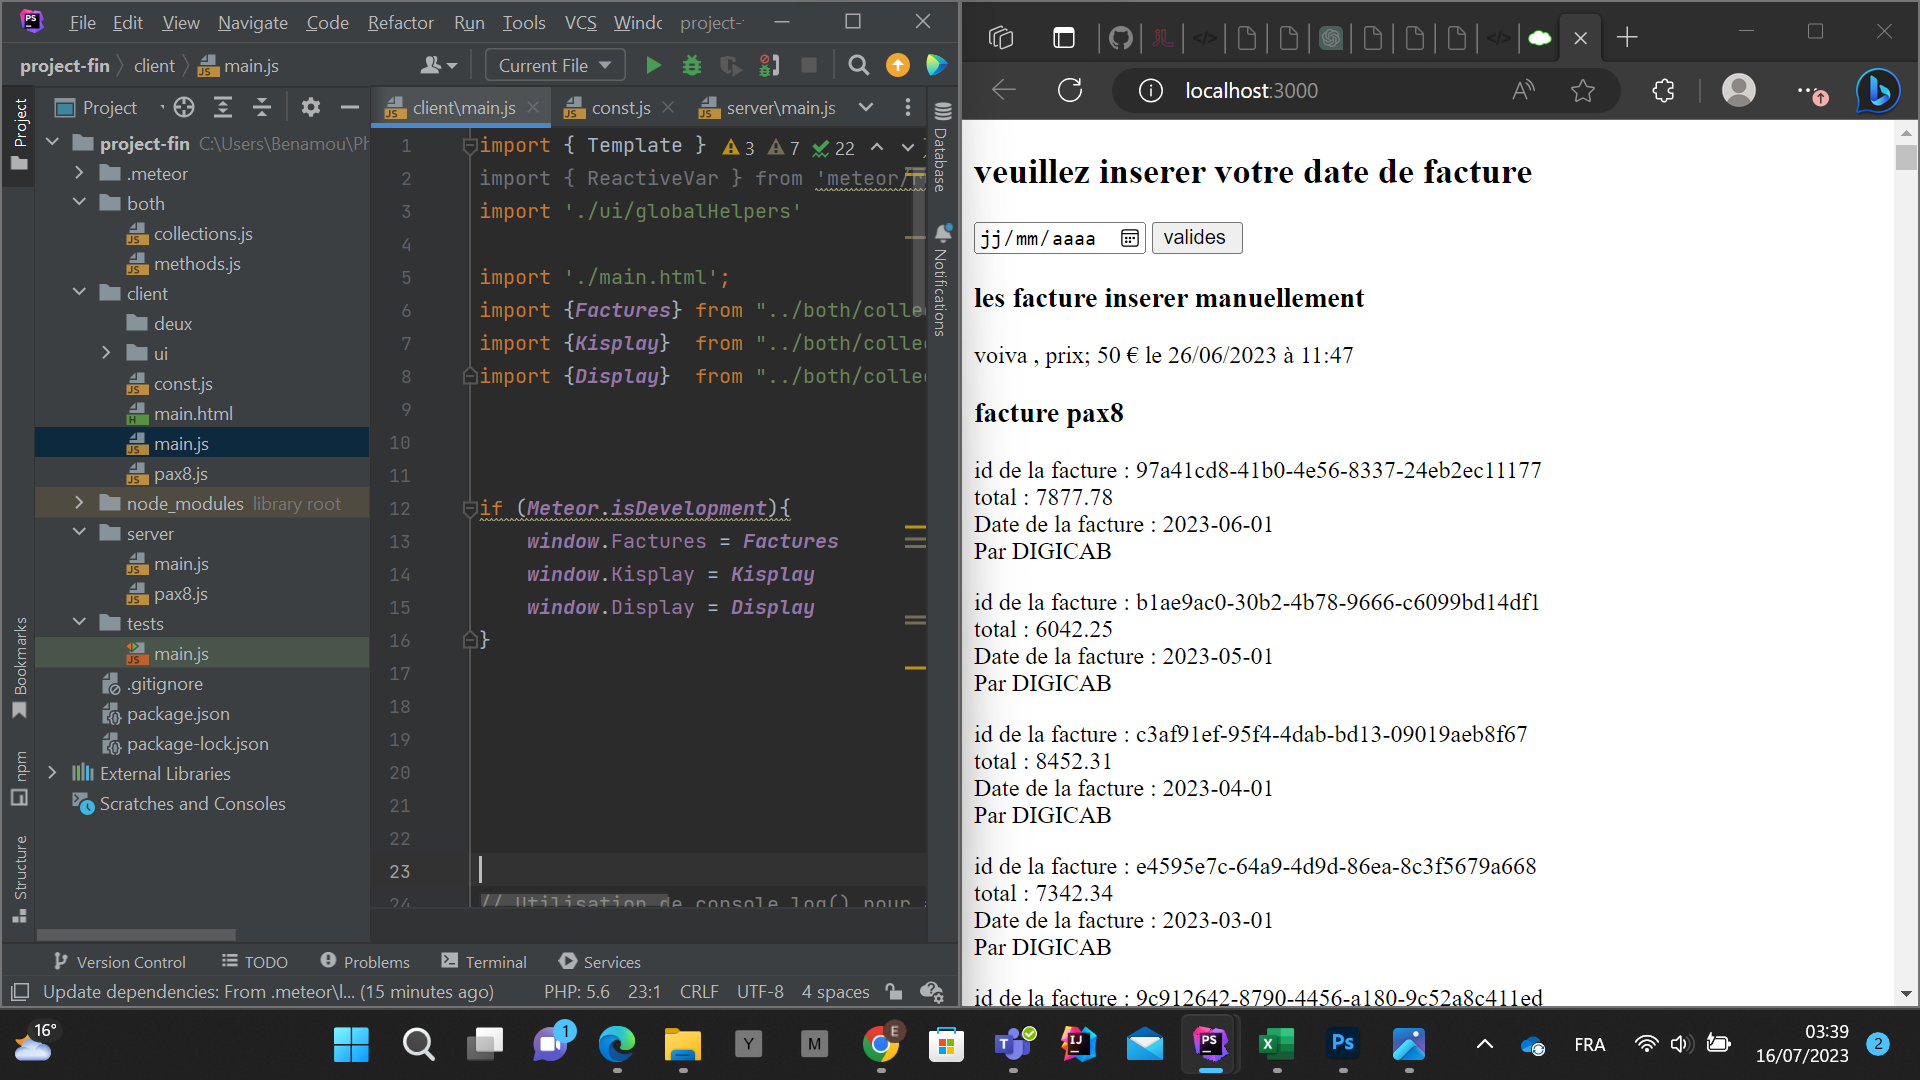 File Edit View Navigate Code Refactor Run Tools VCS Windc project-
project-fin client main.js
Current File
Project
client\main.js
const.js
server\main.js
Project
project-fin C:\Users\Benamou\Ph
.meteor
both
collections.js
methods.js
client
deux
ui
const.js
main.html
main.js
pax8.js
node_modules library root
server
main.js
pax8.js
tests
main.js
.gitignore
package.json
package-lock.json
External Libraries
Scratches and Consoles
Bookmarks
npm
Structure
3 7 22
1 import { Template }
2 import { ReactiveVar } from 'meteor/r
3 import './ui/globalHelpers'
4
5 import './main.html';
6 import {Factures} from "../both/colle
7 import {Kisplay} from "../both/colle
8 import {Display} from "../both/colle
9
10
11
12 if (Meteor.isDevelopment){
13 window.Factures = Factures
14 window.Kisplay = Kisplay
15 window.Display = Display
16 }
17
18
19
20
21
22
23
24 // Utilisation de console.log() pour
Database
Notifications
Version Control TODO Problems Terminal Services
Update dependencies: From .meteor\l... (15 minutes ago) PHP: 5.6 23:1 CRLF UTF-8 4 spaces
localhost:3000
veuillez inserer votre date de facture
jj/mm/aaaa valides
les facture inserer manuellement
voiva , prix; 50 € le 26/06/2023 à 11:47
facture pax8
id de la facture : 97a41cd8-41b0-4e56-8337-24eb2ec11177
total : 7877.78
Date de la facture : 2023-06-01
Par DIGICAB
id de la facture : b1ae9ac0-30b2-4b78-9666-c6099bd14df1
total : 6042.25
Date de la facture : 2023-05-01
Par DIGICAB
id de la facture : c3af91ef-95f4-4dab-bd13-09019aeb8f67
total : 8452.31
Date de la facture : 2023-04-01
Par DIGICAB
id de la facture : e4595e7c-64a9-4d9d-86ea-8c3f5679a668
total : 7342.34
Date de la facture : 2023-03-01
Par DIGICAB
id de la facture : 9c912642-8790-4456-a180-9c52a8c411ed
16°
1
Y
M
E
FRA
03:39
16/07/2023
2